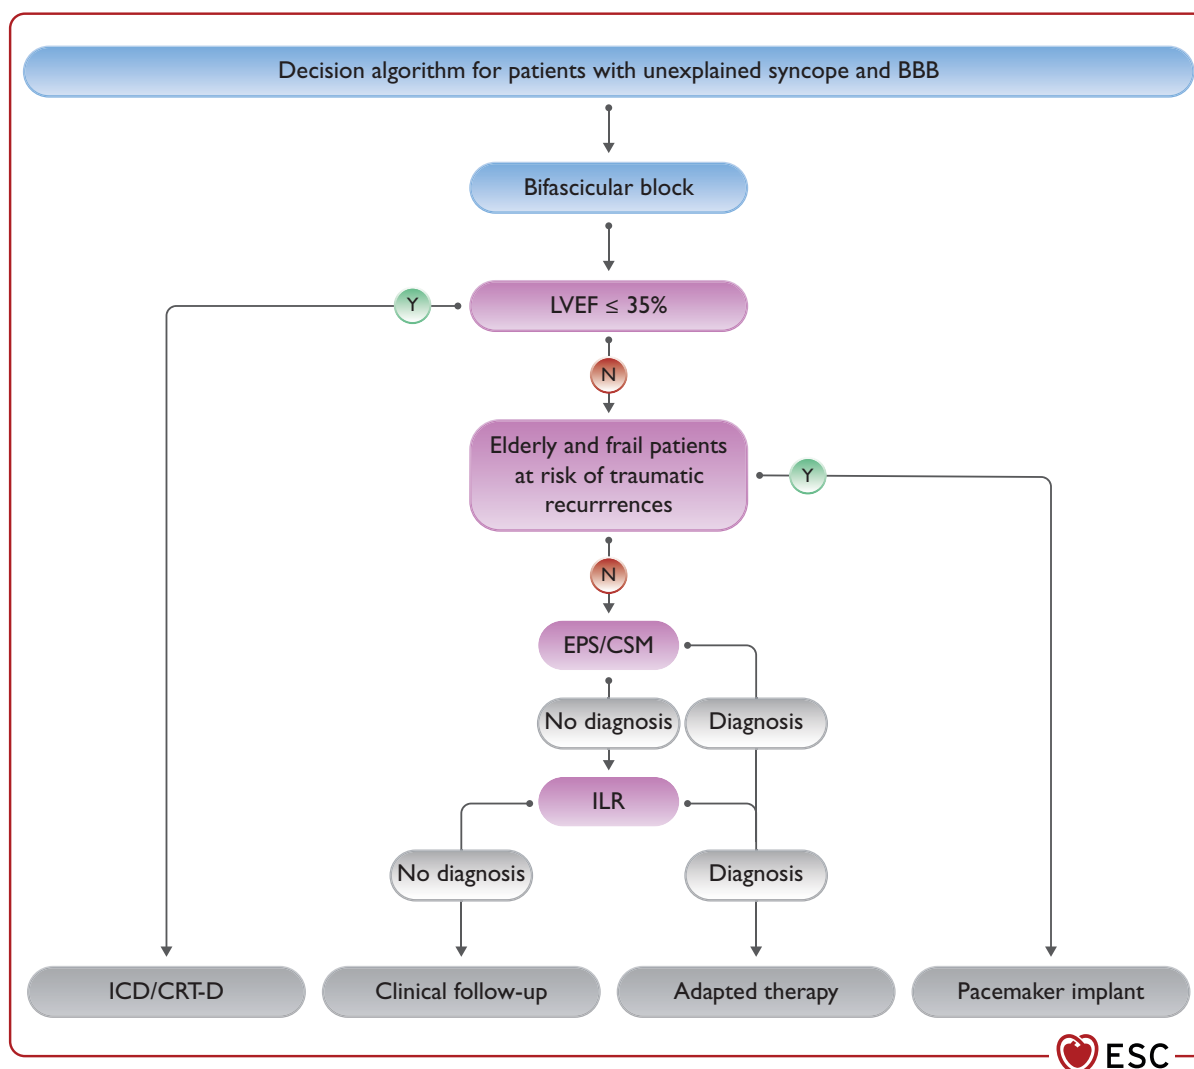 Decision algorithm for patients with unexplained syncope and BBB
Bifascicular block
Y
LVEF ≤ 35%
N
Elderly and frail patients
at risk of traumatic
recurrrences
Y
N
EPS/CSM
No diagnosis
Diagnosis
ILR
No diagnosis
Diagnosis
ICD/CRT-D
Clinical follow-up
Adapted therapy
Pacemaker implant
ESC